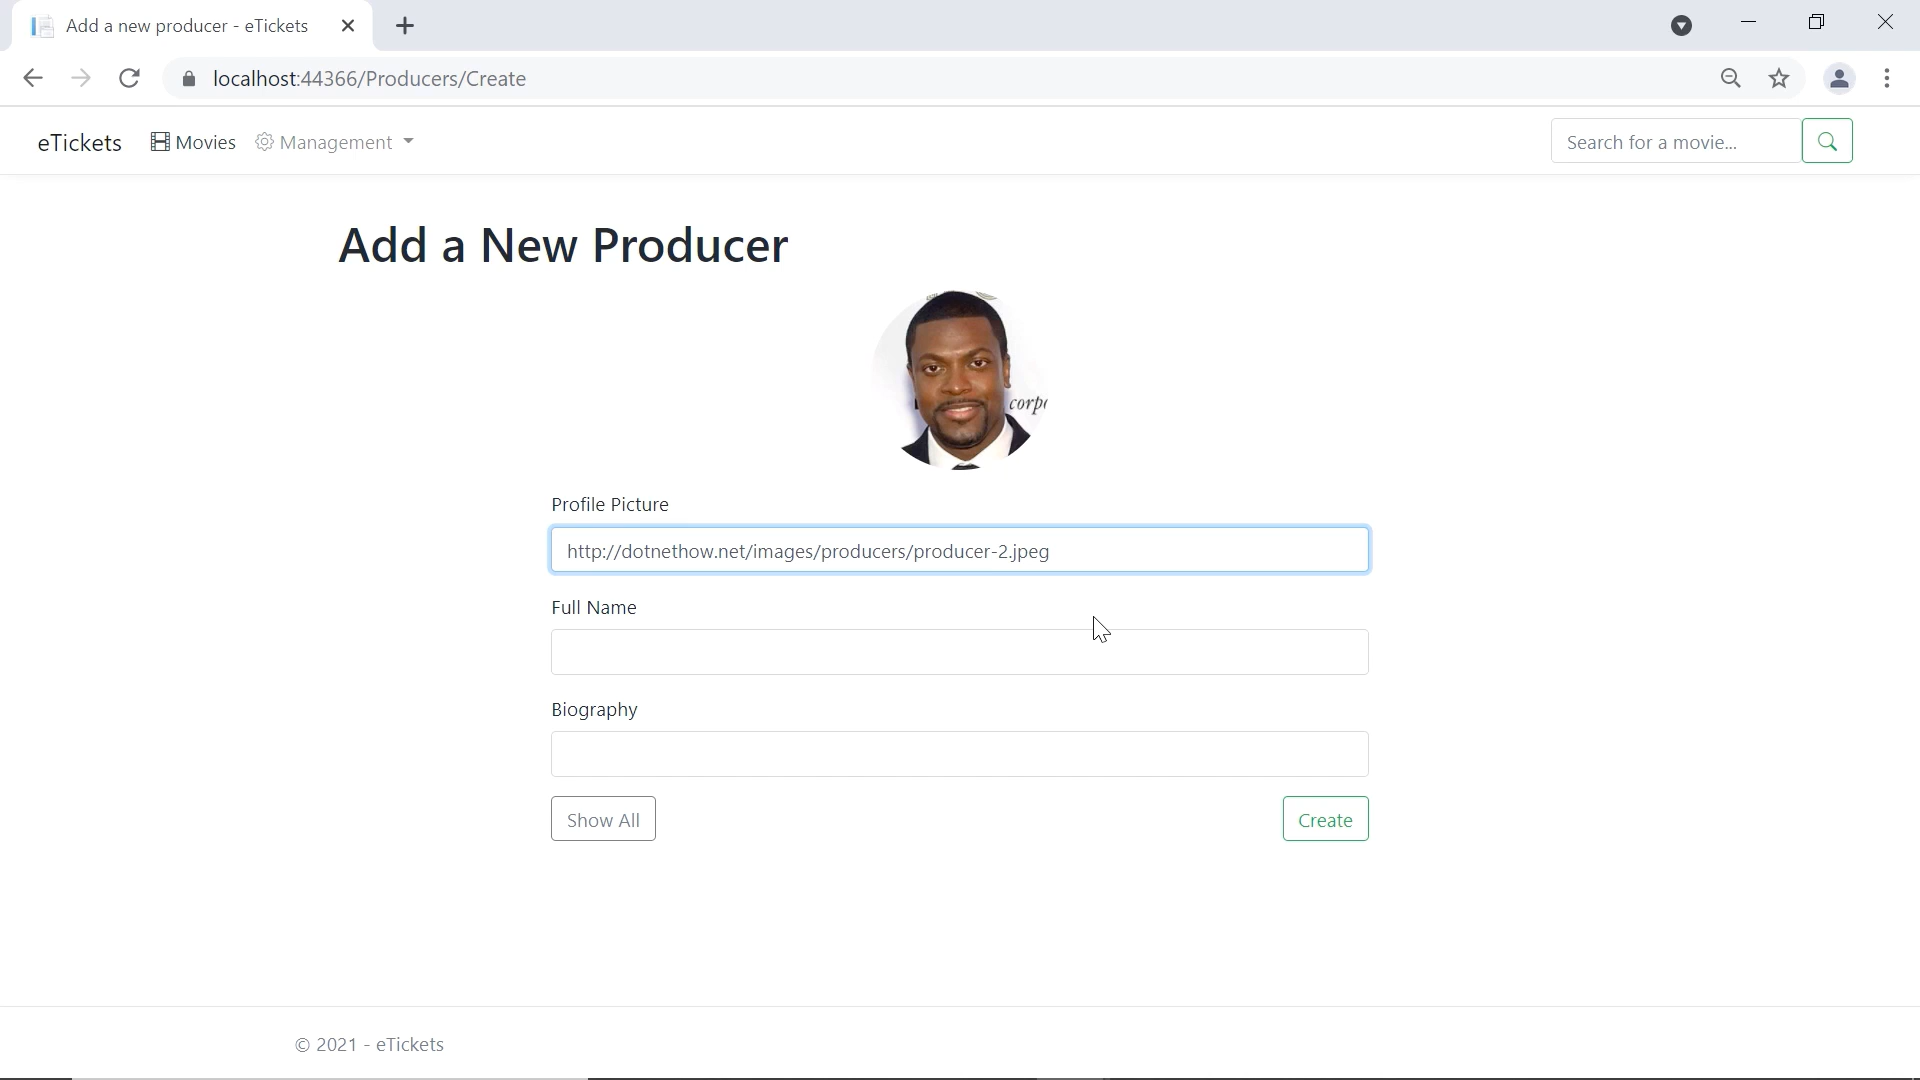 Add a new producer - eTickets
localhost:44366/Producers/Create
eTickets Movies Management Search for a movie...
Add a New Producer
corp
Profile Picture
http://dotnethow.net/images/producers/producer-2.jpeg
Full Name
Biography
Show All Create
© 2021 - eTickets